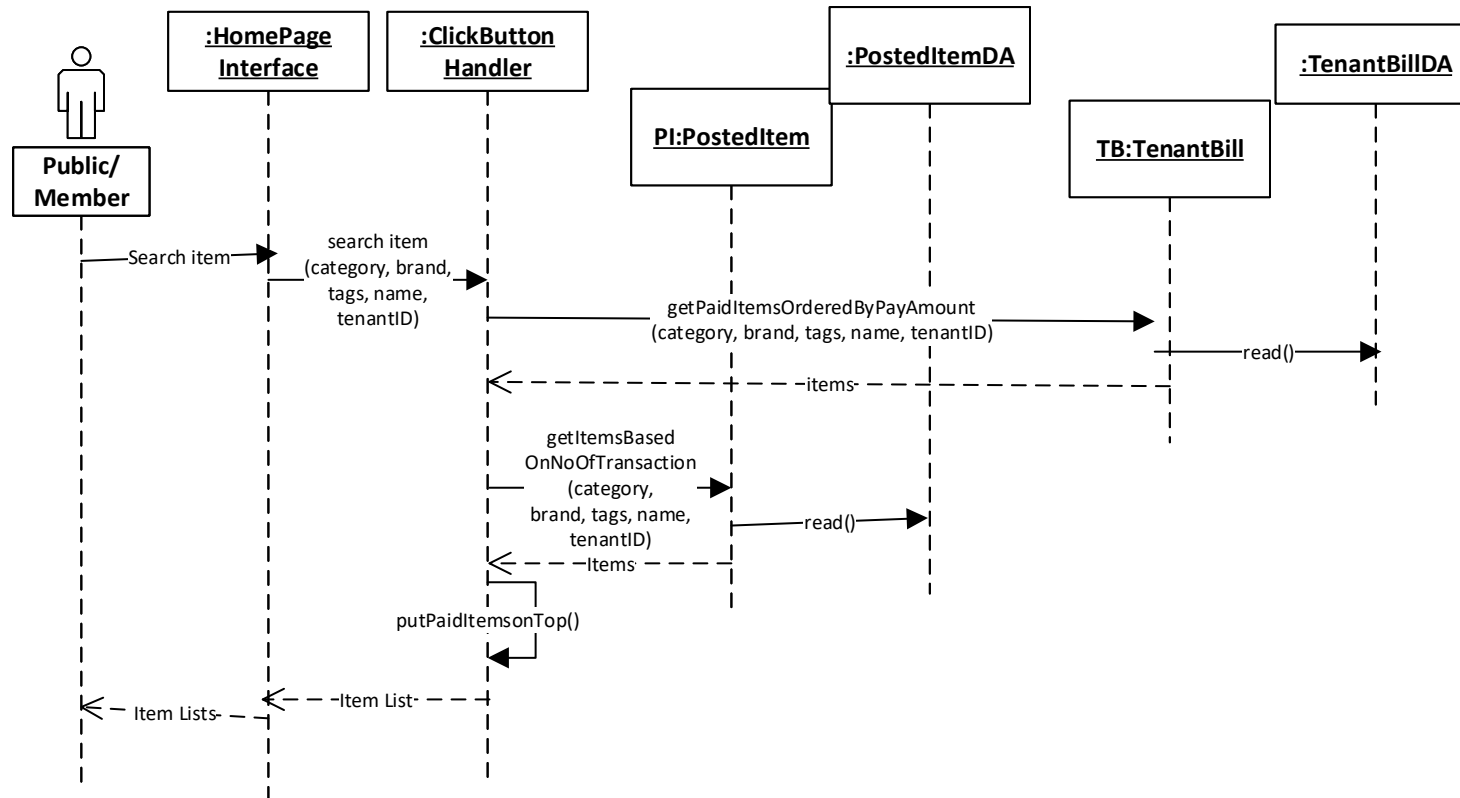 :HomePage
Interface
:ClickButton
Handler
:PostedItemDA
:TenantBillDA
PI:PostedItem
TB:TenantBill
Public/
Member
Search item
search item
(category, brand,
tags, name,
tenantID)
getPaidItemsOrderedByPayAmount
(category, brand, tags, name, tenantID)
read()
items
getItemsBased
OnNoOfTransaction
(category,
brand, tags, name,
tenantID)
read()
Items
putPaidItemsonTop()
Item List
Item Lists